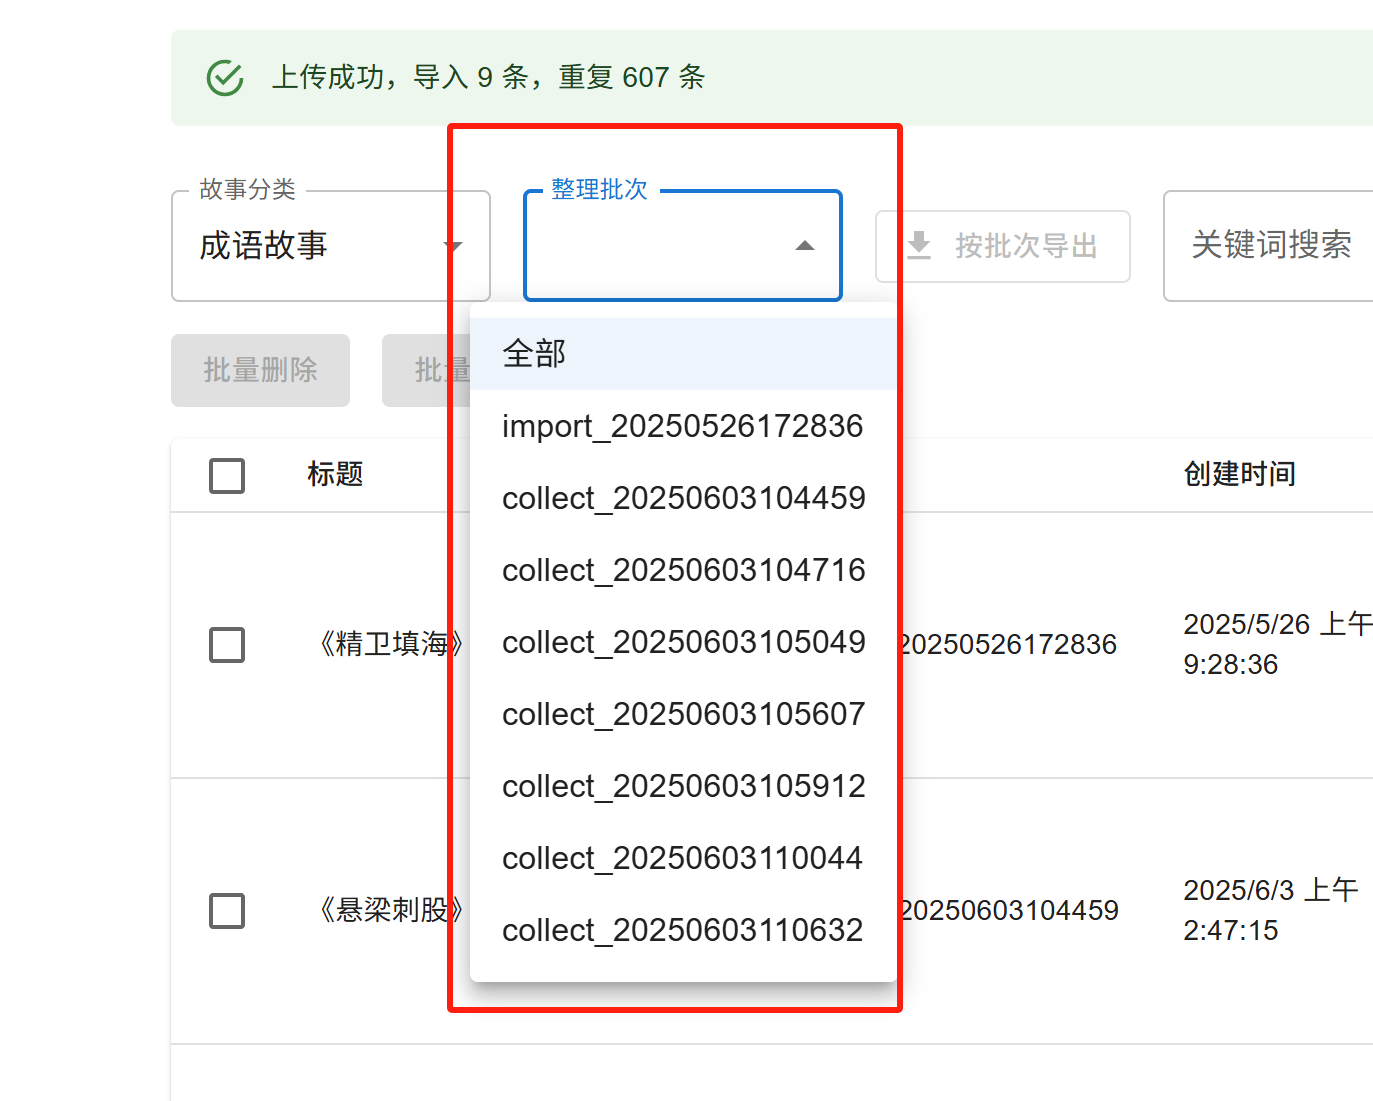 上传成功，导入 9 条，重复 607 条
故事分类
整理批次
成语故事
按批次导出
关键词搜索
批量删除
批量
全部
import_20250526172836
collect_20250603104459
collect_20250603104716
collect_20250603105049
collect_20250603105607
collect_20250603105912
collect_20250603110044
collect_20250603110632
标题
创建时间
《精卫填海》
20250526172836
2025/5/26 上午
9:28:36
《悬梁刺股》
20250603104459
2025/6/3 上午
2:47:15